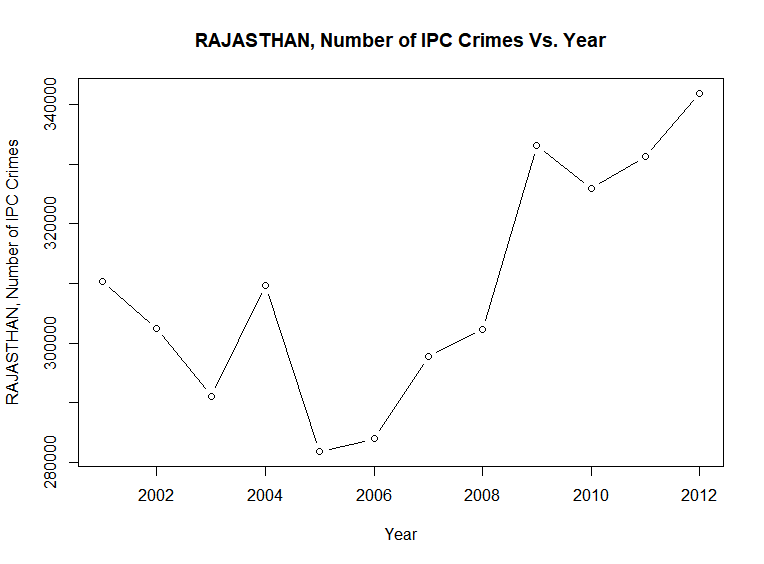 RAJASTHAN, Number of IPC Crimes Vs. Year
RAJASTHAN, Number of IPC Crimes
340000
320000
300000
280000
2002 2004 2006 2008 2010 2012
Year